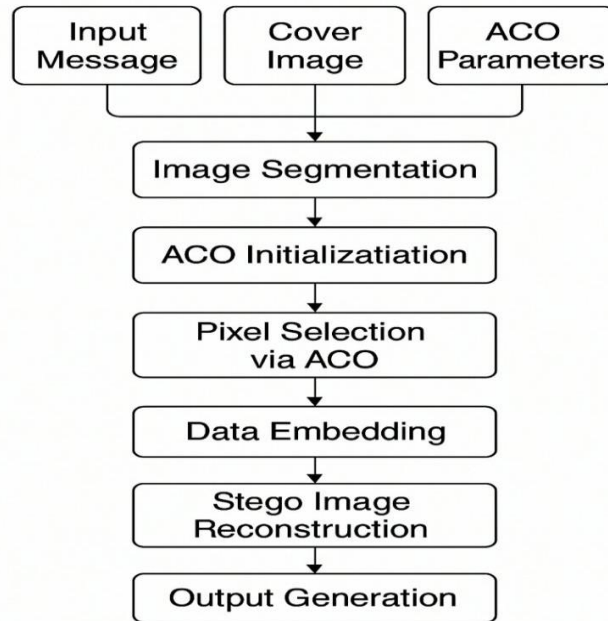 Input
Message
Cover
Image
ACO
Parameters
Image Segmentation
ACO Initializatiation
Pixel Selection
via ACO
Data Embedding
Stego Image
Reconstruction
Output Generation